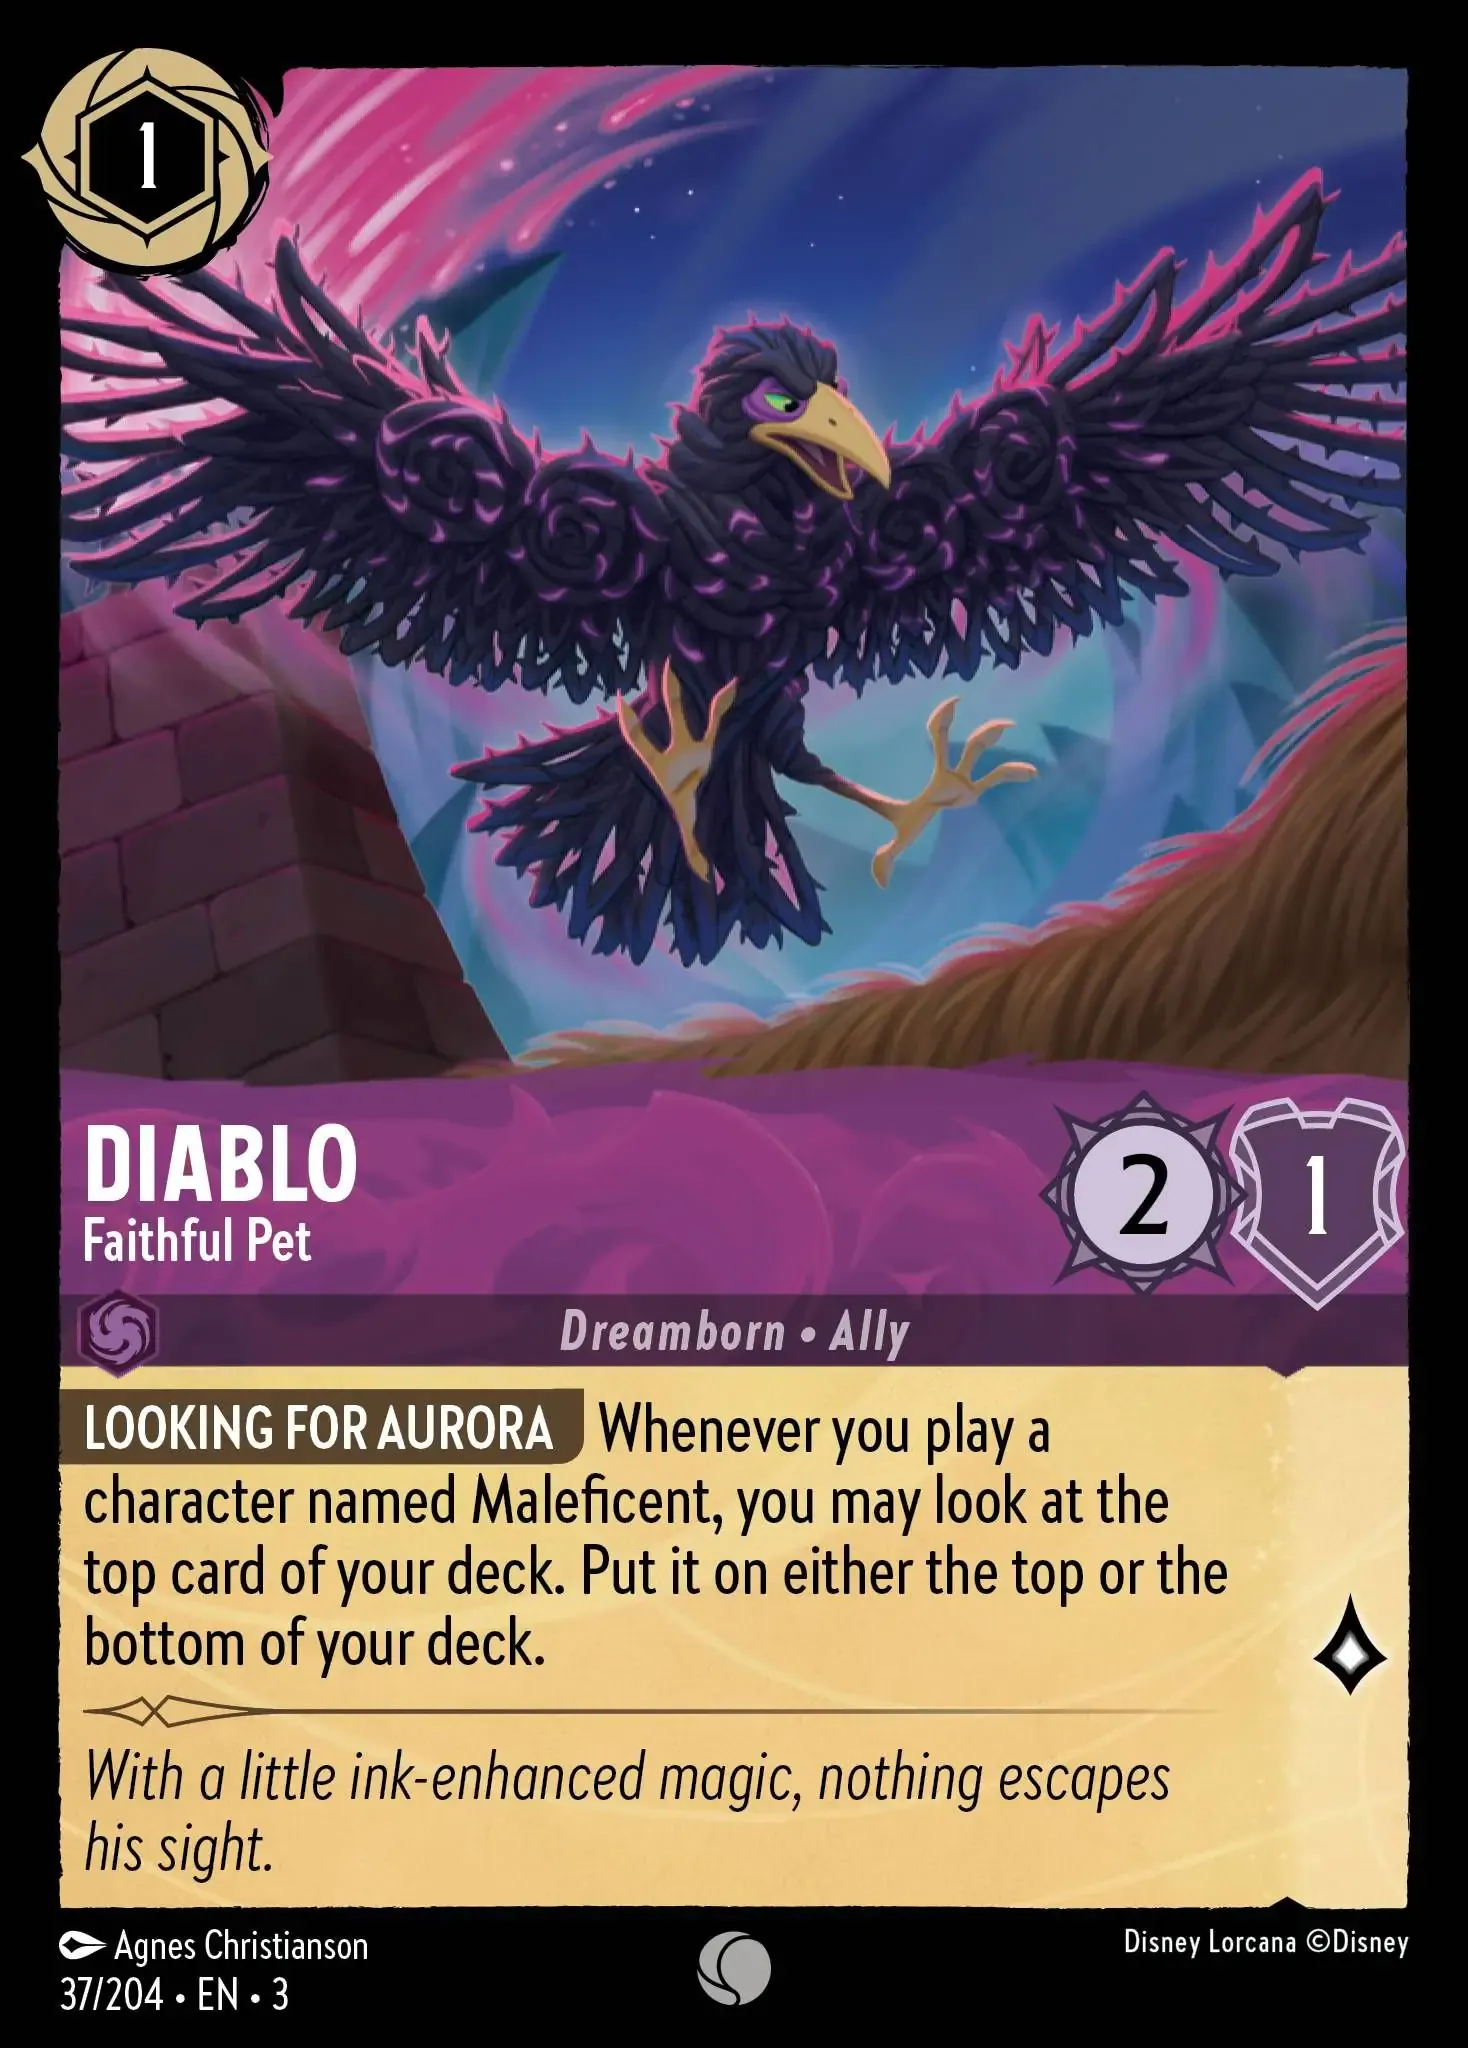 1
DIABLO
Faithful Pet
2
1
Dreamborn • Ally
LOOKING FOR AURORA Whenever you play a
character named Maleficent, you may look at the
top card of your deck. Put it on either the top or the
bottom of your deck.
With a little ink-enhanced magic, nothing escapes
his sight.
Agnes Christianson
37/204 • EN • 3
Disney Lorcana ©Disney